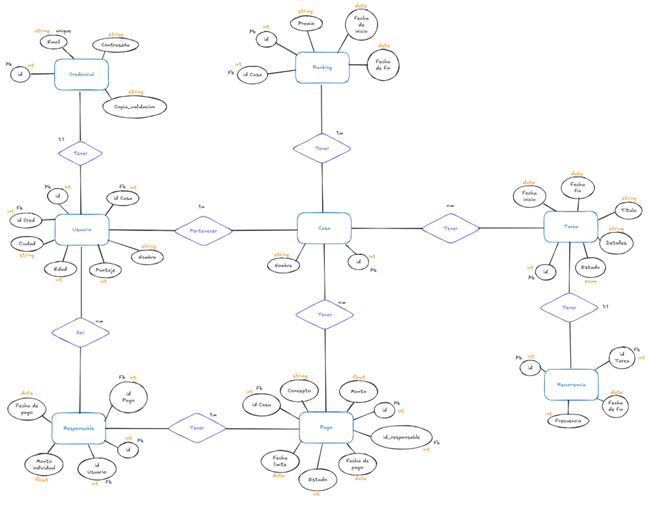 string unique
Email
string
Contraseña
Pk int
id
Credencial
string
Copia_validacion
1:1
Tener
string
Premio
date
Fecha
de
inicio
Pk int
id
date
Fecha
de fin
int
Fk id Casa
Ranking
1:n
Tener
Pk int
id
Fk int
id Casa
Fk
int id Cred
Ciudad
string
Edad
int
Puntaje
int
string
Nombre
Usuario
1:n
Pertenecer
Casa
string
Nombre
int
id
Pk
n:n
Tener
date
Fecha
inicio
date
Fecha
fin
string
Titulo
string
Detalles
Estado
enum
int
id
Pk
Tarea
Tener
1:1
Pk int
id
Fk
id
Tarea
int
Recurrencia
int
Frecuencia
date
Fecha
de fin
n:n
Ser
n:n
Tener
Fk int
id
Pago
date
Fecha de
pago
Responsable
Monto
individual
float
id
Usuario
int Fk
int Pk
id
1:n
Tener
string
Concepto
float
Monto
Fk
int
id Casa
Pk
id
int
id_responsable
Fk
int
Pago
Fecha
limite
date
Estado
int
Fecha de
pago
date